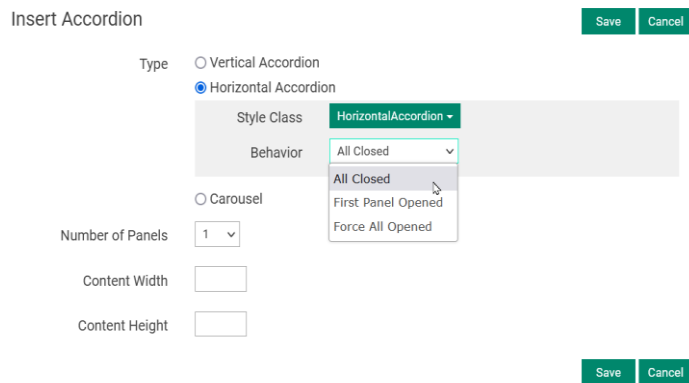 Insert Accordion
Save
Cancel
Type
Vertical Accordion
Horizontal Accordion
Style Class
HorizontalAccordion
Behavior
All Closed
All Closed
First Panel Opened
Force All Opened
Carousel
Number of Panels
1
Content Width
Content Height
Save
Cancel